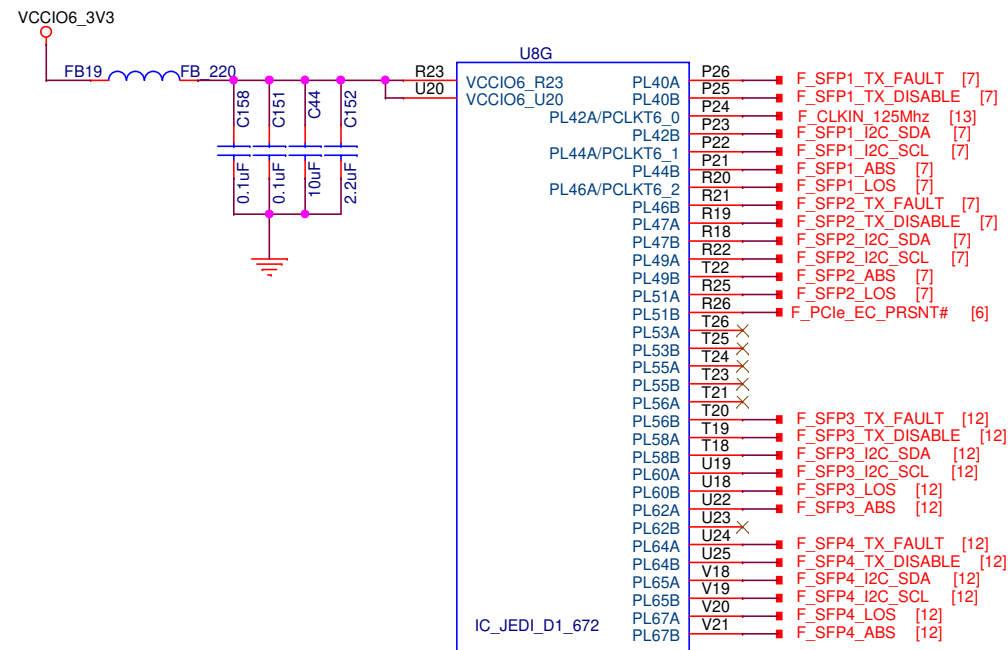 VCCIO6_3V3
FB19 FB_220
C158 C151 C44 C152
0.1uF 0.1uF 10uF 2.2uF
U8G
R23 VCCIO6_R23
U20 VCCIO6_U20
PL40A P26 F_SFP1_TX_FAULT [7]
PL40B P25 F_SFP1_TX_DISABLE [7]
PL42A/PCLKT6_0 P24 F_CLKIN_125Mhz [13]
PL42B P23 F_SFP1_I2C_SDA [7]
PL44A/PCLKT6_1 P22 F_SFP1_I2C_SCL [7]
PL44B P21 F_SFP1_ABS [7]
PL46A/PCLKT6_2 R20 F_SFP1_LOS [7]
PL46B R21 F_SFP2_TX_FAULT [7]
PL47A R19 F_SFP2_TX_DISABLE [7]
PL47B R18 F_SFP2_I2C_SDA [7]
PL49A R22 F_SFP2_I2C_SCL [7]
PL49B T22 F_SFP2_ABS [7]
PL51A R25 F_SFP2_LOS [7]
PL51B R26 F_PCIe_EC_PRSNT# [6]
PL53A T26
PL53B T25
PL55A T24
PL55B T23
PL56A T21
PL56B T20 F_SFP3_TX_FAULT [12]
PL58A T19 F_SFP3_TX_DISABLE [12]
PL58B T18 F_SFP3_I2C_SDA [12]
PL60A U19 F_SFP3_I2C_SCL [12]
PL60B U18 F_SFP3_LOS [12]
PL62A U22 F_SFP3_ABS [12]
PL62B U23
PL64A U24 F_SFP4_TX_FAULT [12]
PL64B U25 F_SFP4_TX_DISABLE [12]
PL65A V18 F_SFP4_I2C_SDA [12]
PL65B V19 F_SFP4_I2C_SCL [12]
PL67A V20 F_SFP4_LOS [12]
PL67B V21 F_SFP4_ABS [12]
IC_JEDI_D1_672